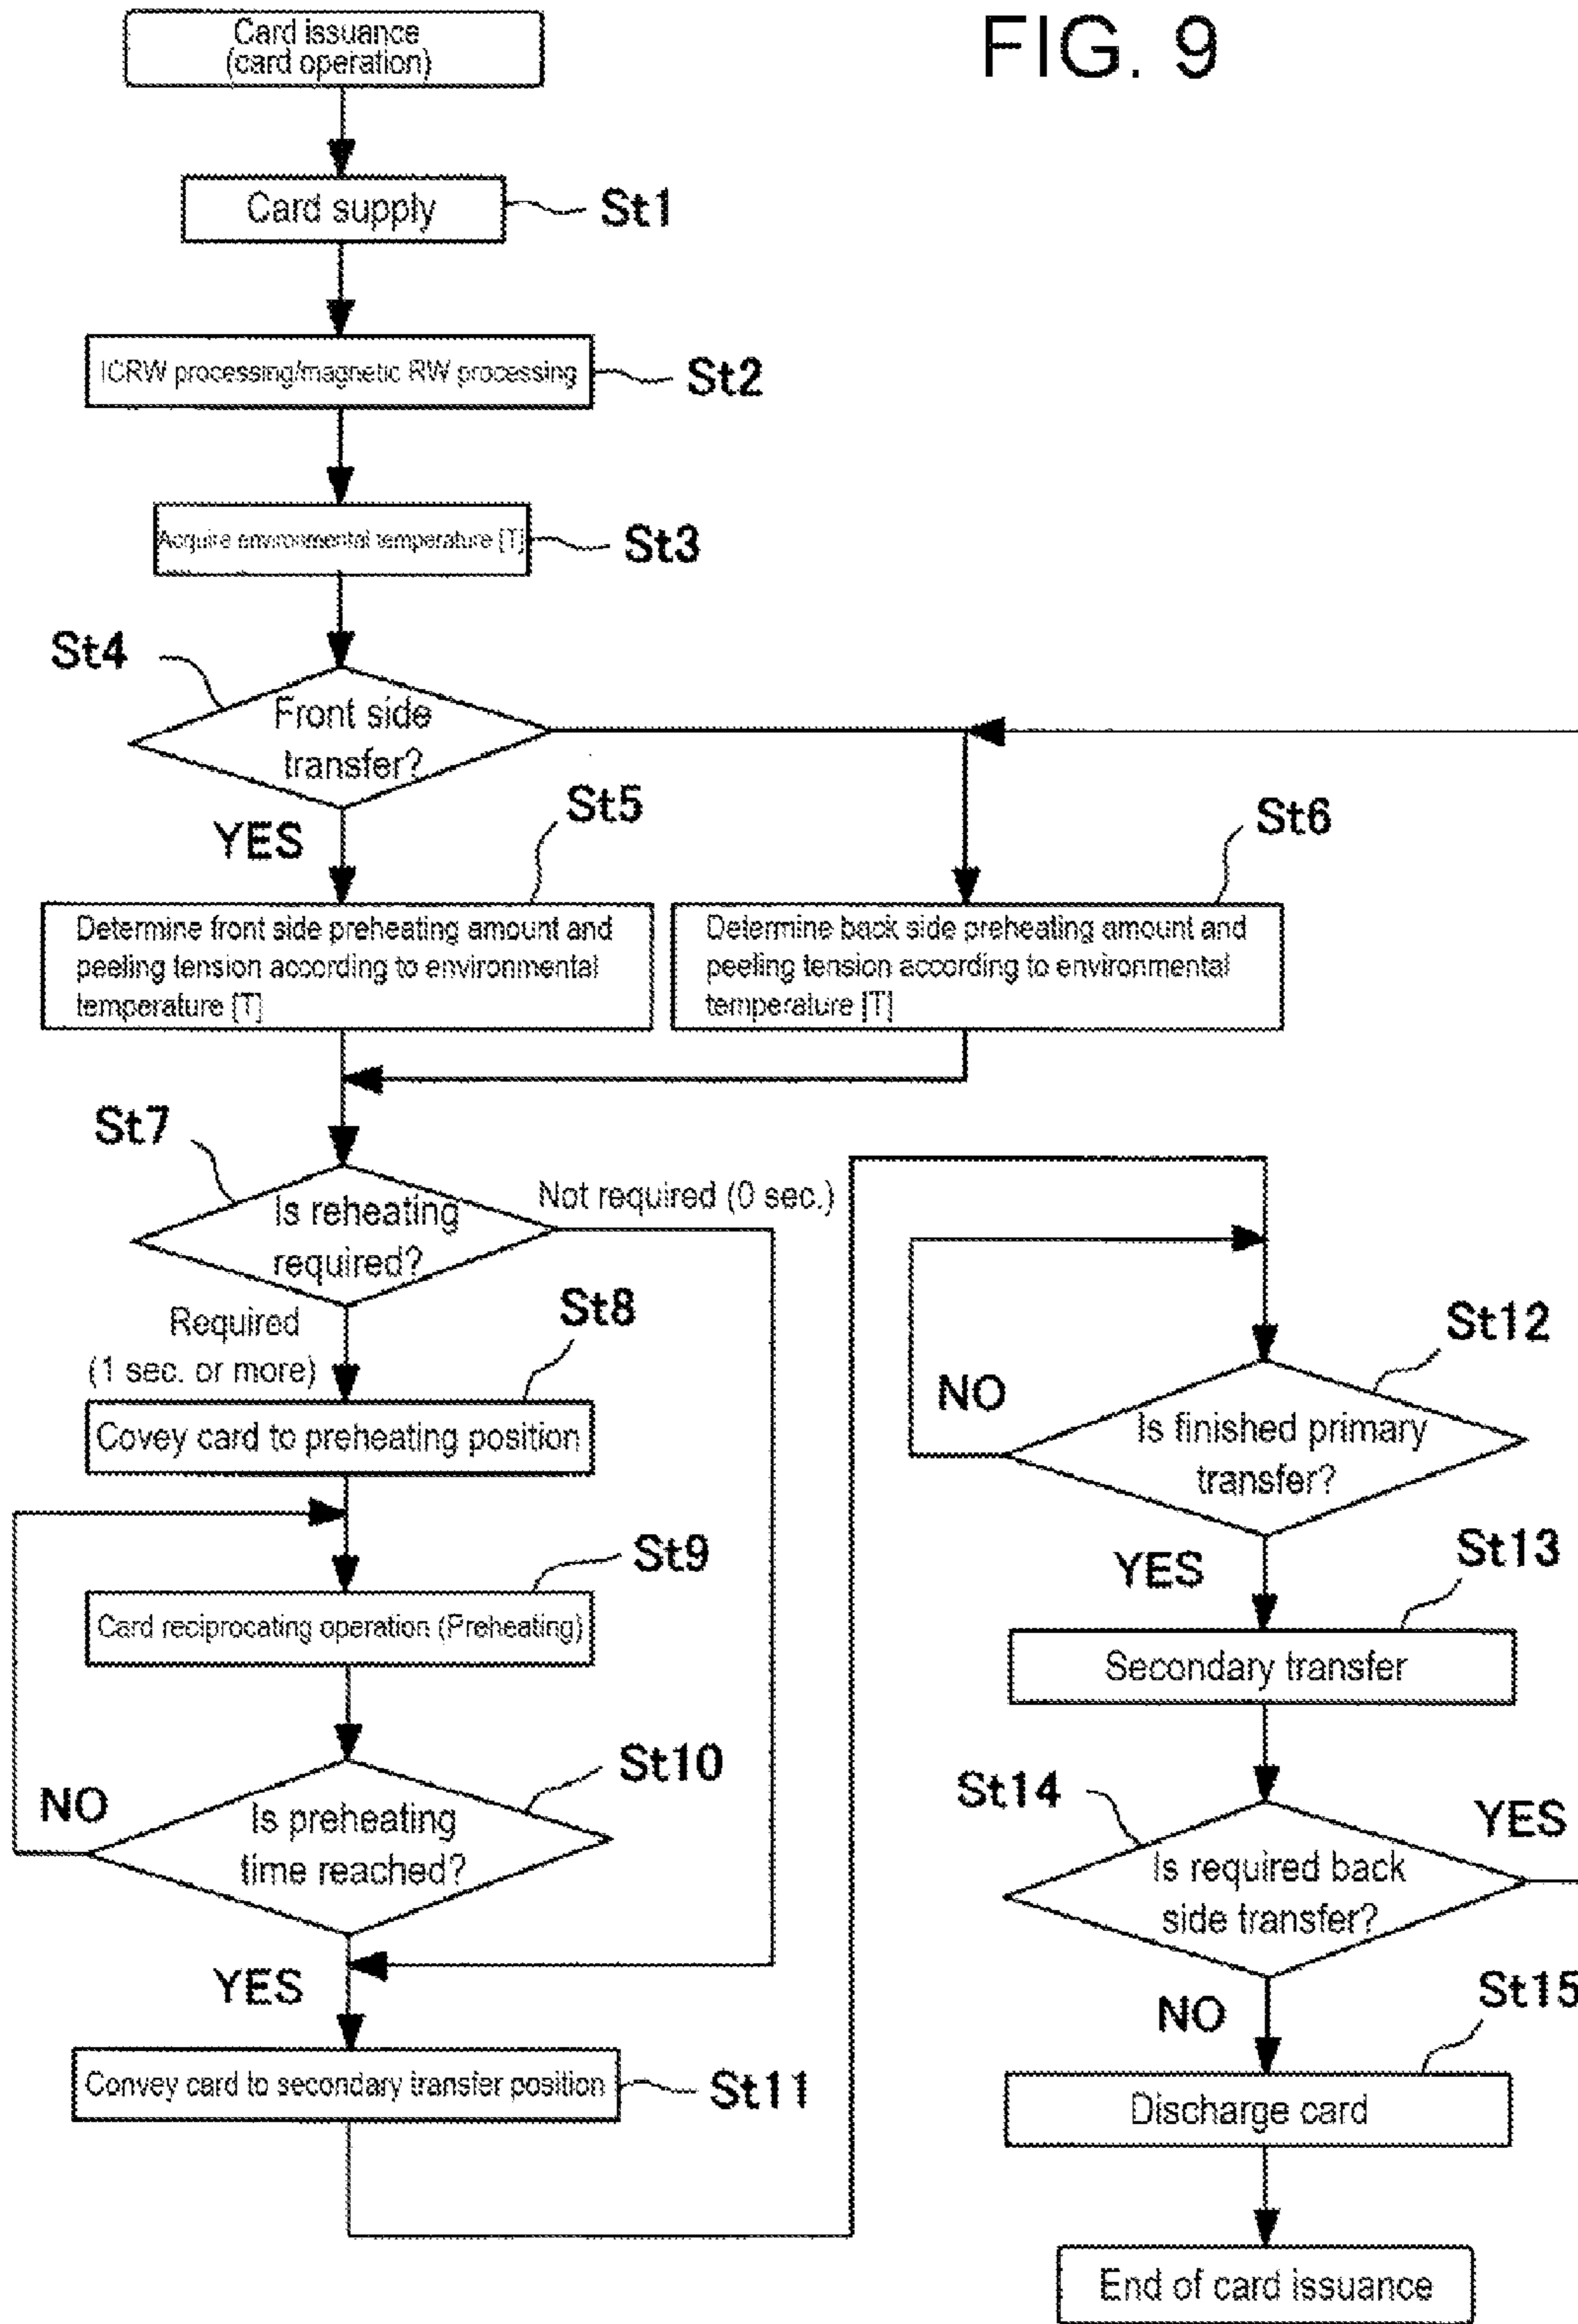 FIG. 9
Card issuance
(card operation)
Card supply
St1
ICRW processing/magnetic RW processing
St2
Acquire environmental temperature [T]
St3
St4
Front side
transfer?
YES
St5
Determine front side preheating amount and
peeling tension according to environmental
temperature [T]
St6
Determine back side preheating amount and
peeling tension according to environmental
temperature [T]
St7
Is reheating
required?
Not required (0 sec.)
Required
(1 sec. or more)
St8
Covey card to preheating position
St9
Card reciprocating operation (Preheating)
St10
NO
Is preheating
time reached?
YES
Convey card to secondary transfer position
St11
St12
NO
Is finished primary
transfer?
YES
St13
Secondary transfer
St14
YES
Is required back
side transfer?
NO
St15
Discharge card
End of card issuance